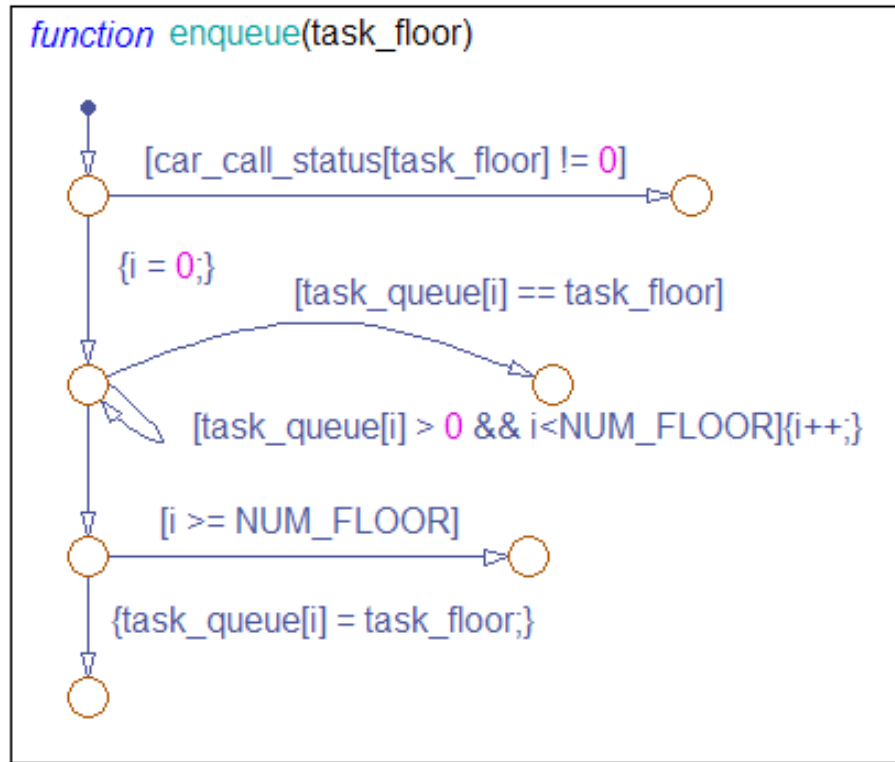 function enqueue(task_floor)
[car_call_status[task_floor] != 0]
{i = 0;}
[task_queue[i] == task_floor]
[task_queue[i] > 0 && i<NUM_FLOOR]{i++;}
[i >= NUM_FLOOR]
{task_queue[i] = task_floor;}